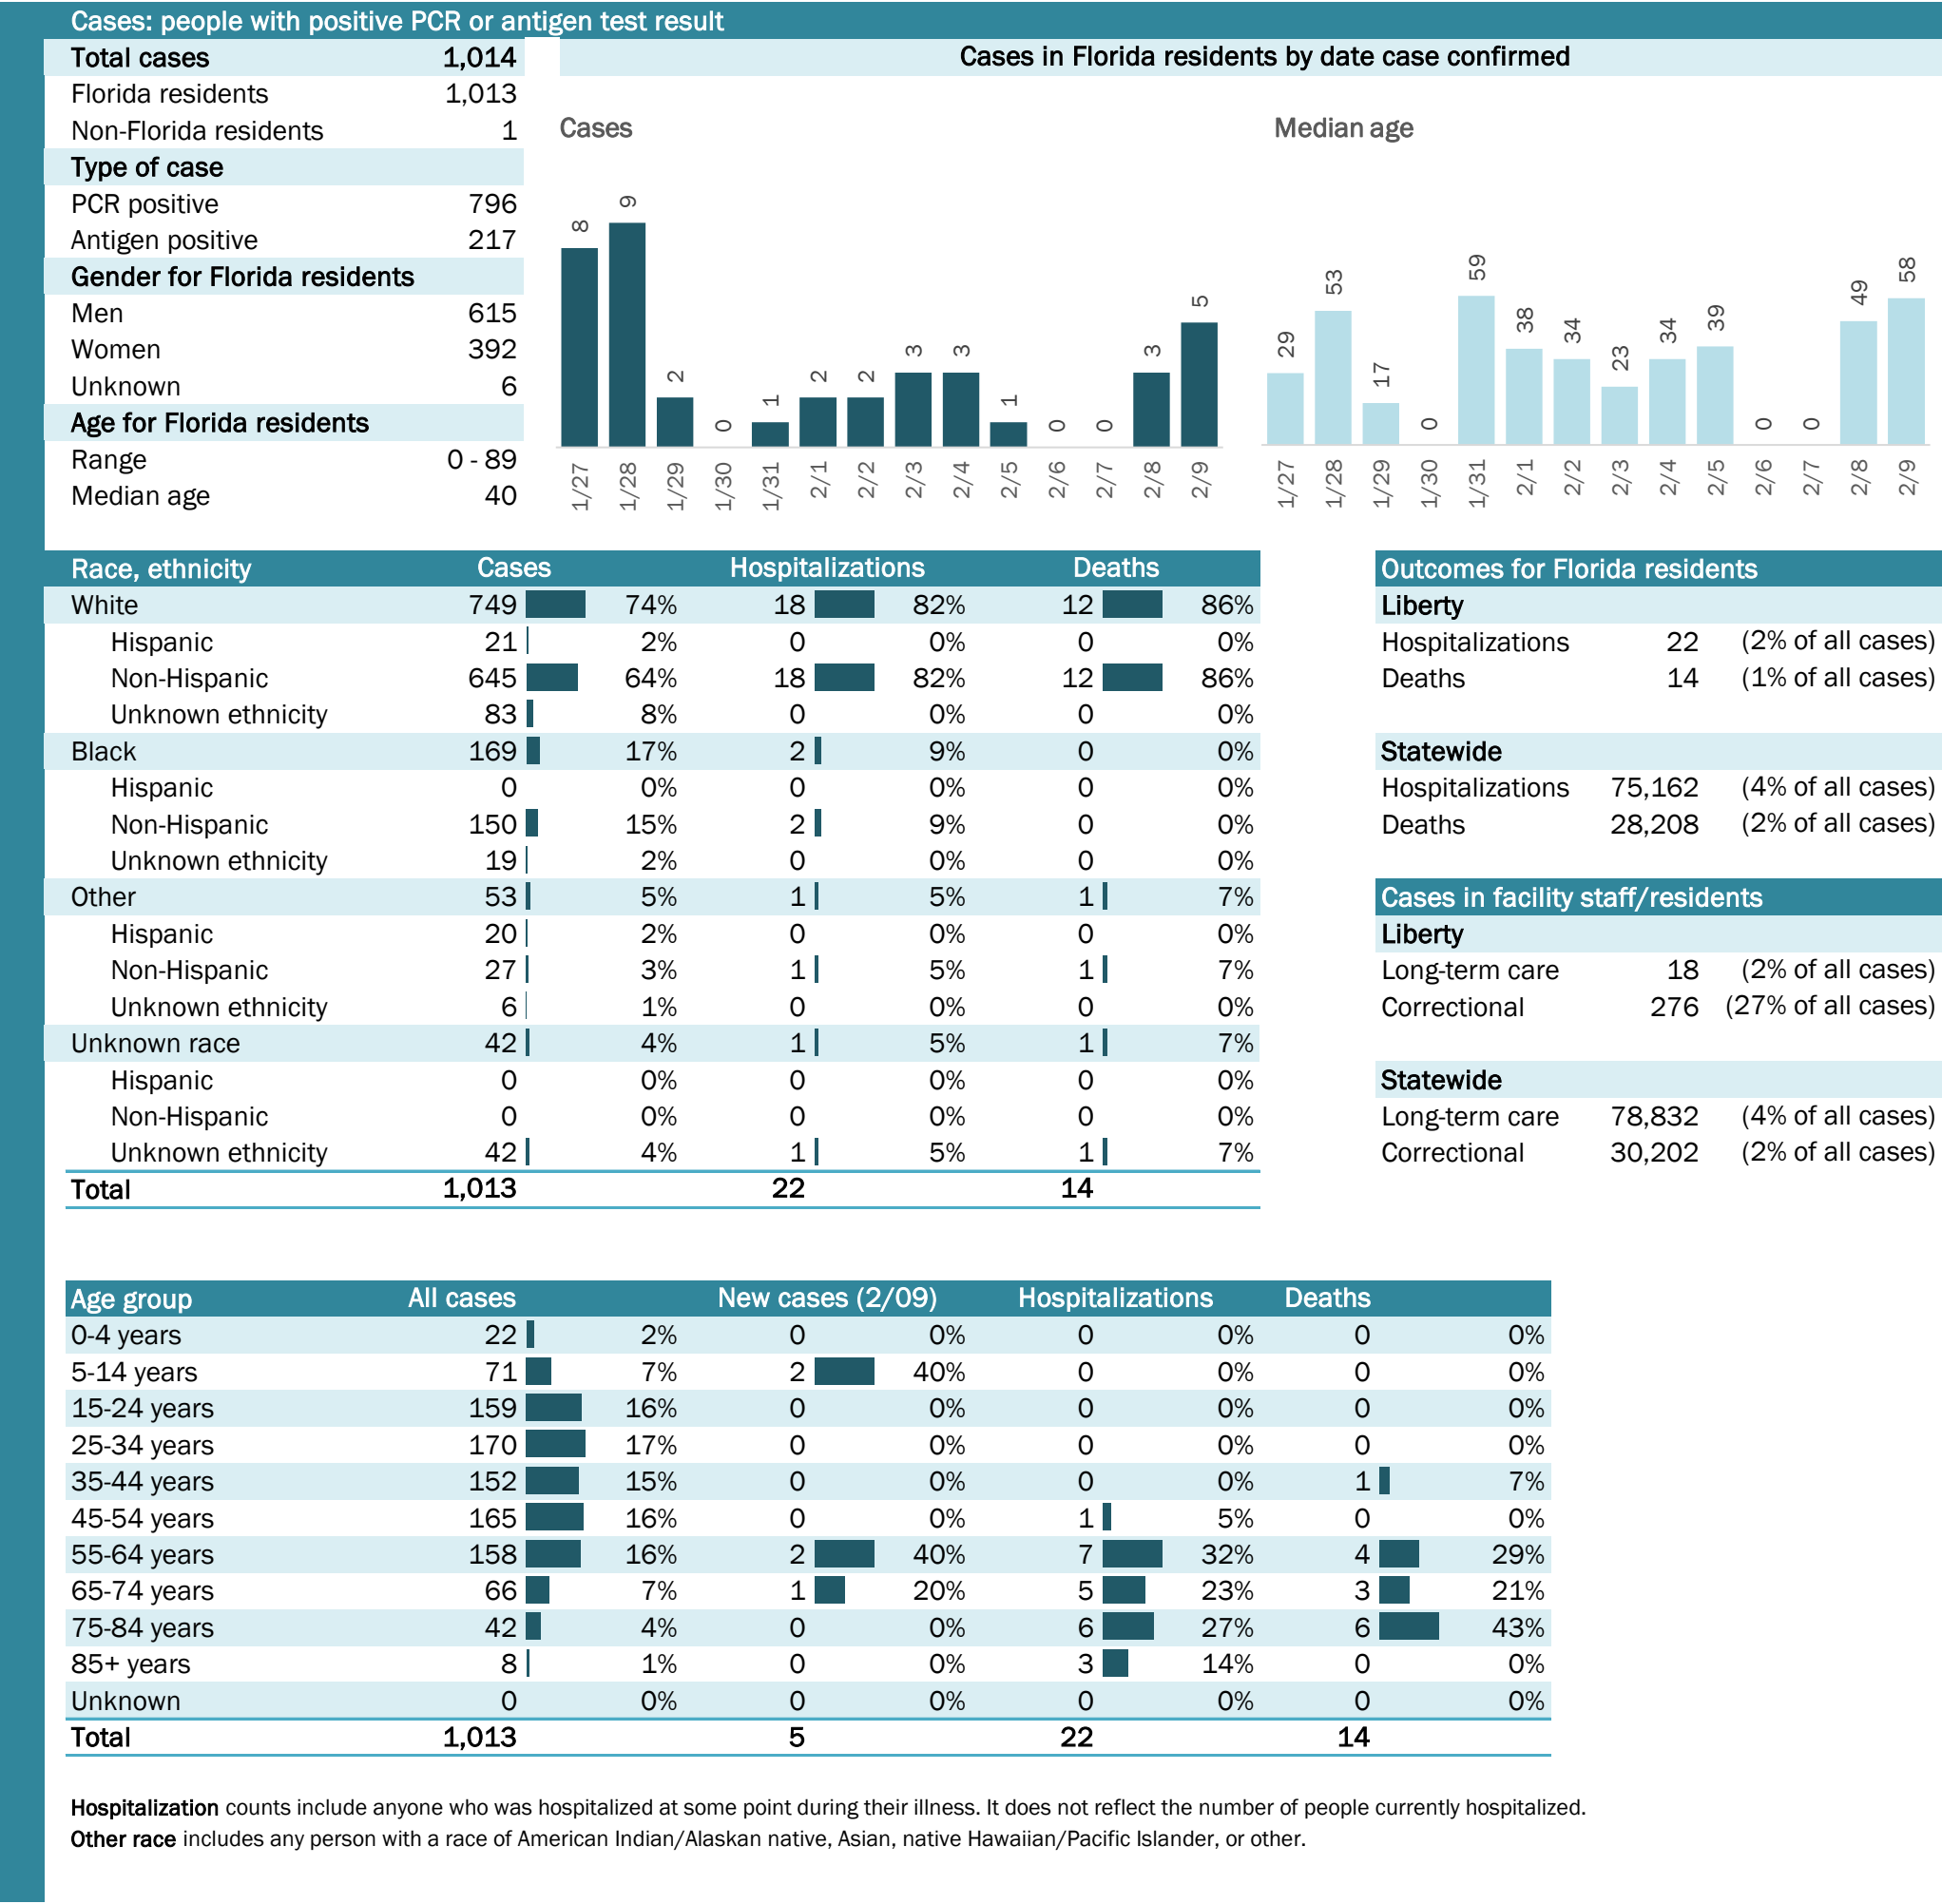 Cases: people with positive PCR or antigen test result
Total cases 1,014
Florida residents 1,013
Non-Florida residents 1
Type of case
PCR positive 796
Antigen positive 217
Gender for Florida residents
Men 615
Women 392
Unknown 6
Age for Florida residents
Range 0 - 89
Median age 40
Cases in Florida residents by date case confirmed
Cases
8 9 2 0 1 2 2 3 3 1 0 0 3 5
1/27 1/28 1/29 1/30 1/31 2/1 2/2 2/3 2/4 2/5 2/6 2/7 2/8 2/9
Median age
29 53 17 0 59 38 34 23 34 39 0 0 49 58
1/27 1/28 1/29 1/30 1/31 2/1 2/2 2/3 2/4 2/5 2/6 2/7 2/8 2/9
Race, ethnicity Cases Hospitalizations Deaths
White 749 74% 18 82% 12 86%
Hispanic 21 2% 0 0% 0 0%
Non-Hispanic 645 64% 18 82% 12 86%
Unknown ethnicity 83 8% 0 0% 0 0%
Black 169 17% 2 9% 0 0%
Hispanic 0 0% 0 0% 0 0%
Non-Hispanic 150 15% 2 9% 0 0%
Unknown ethnicity 19 2% 0 0% 0 0%
Other 53 5% 1 5% 1 7%
Hispanic 20 2% 0 0% 0 0%
Non-Hispanic 27 3% 1 5% 1 7%
Unknown ethnicity 6 1% 0 0% 0 0%
Unknown race 42 4% 1 5% 1 7%
Hispanic 0 0% 0 0% 0 0%
Non-Hispanic 0 0% 0 0% 0 0%
Unknown ethnicity 42 4% 1 5% 1 7%
Total 1,013 22 14
Outcomes for Florida residents
Liberty
Hospitalizations 22 (2% of all cases)
Deaths 14 (1% of all cases)
Statewide
Hospitalizations 75,162 (4% of all cases)
Deaths 28,208 (2% of all cases)
Cases in facility staff/residents
Liberty
Long-term care 18 (2% of all cases)
Correctional 276 (27% of all cases)
Statewide
Long-term care 78,832 (4% of all cases)
Correctional 30,202 (2% of all cases)
Age group All cases New cases (2/09) Hospitalizations Deaths
0-4 years 22 2% 0 0% 0 0% 0 0%
5-14 years 71 7% 2 40% 0 0% 0 0%
15-24 years 159 16% 0 0% 0 0% 0 0%
25-34 years 170 17% 0 0% 0 0% 0 0%
35-44 years 152 15% 0 0% 0 0% 1 7%
45-54 years 165 16% 0 0% 1 5% 0 0%
55-64 years 158 16% 2 40% 7 32% 4 29%
65-74 years 66 7% 1 20% 5 23% 3 21%
75-84 years 42 4% 0 0% 6 27% 6 43%
85+ years 8 1% 0 0% 3 14% 0 0%
Unknown 0 0% 0 0% 0 0% 0 0%
Total 1,013 5 22 14
Hospitalization counts include anyone who was hospitalized at some point during their illness. It does not reflect the number of people currently hospitalized.
Other race includes any person with a race of American Indian/Alaskan native, Asian, native Hawaiian/Pacific Islander, or other.